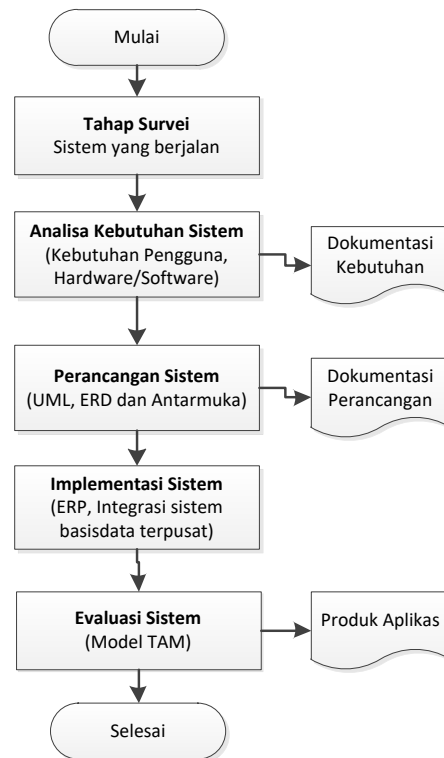 Mulai
Tahap Survei
Sistem yang berjalan
Analisa Kebutuhan Sistem
(Kebutuhan Pengguna,
Hardware/Software)
Dokumentasi
Kebutuhan
Perancangan Sistem
(UML, ERD dan Antarmuka)
Dokumentasi
Perancangan
Implementasi Sistem
(ERP, Integrasi sistem
basisdata terpusat)
Evaluasi Sistem
(Model TAM)
Produk Aplikas
Selesai